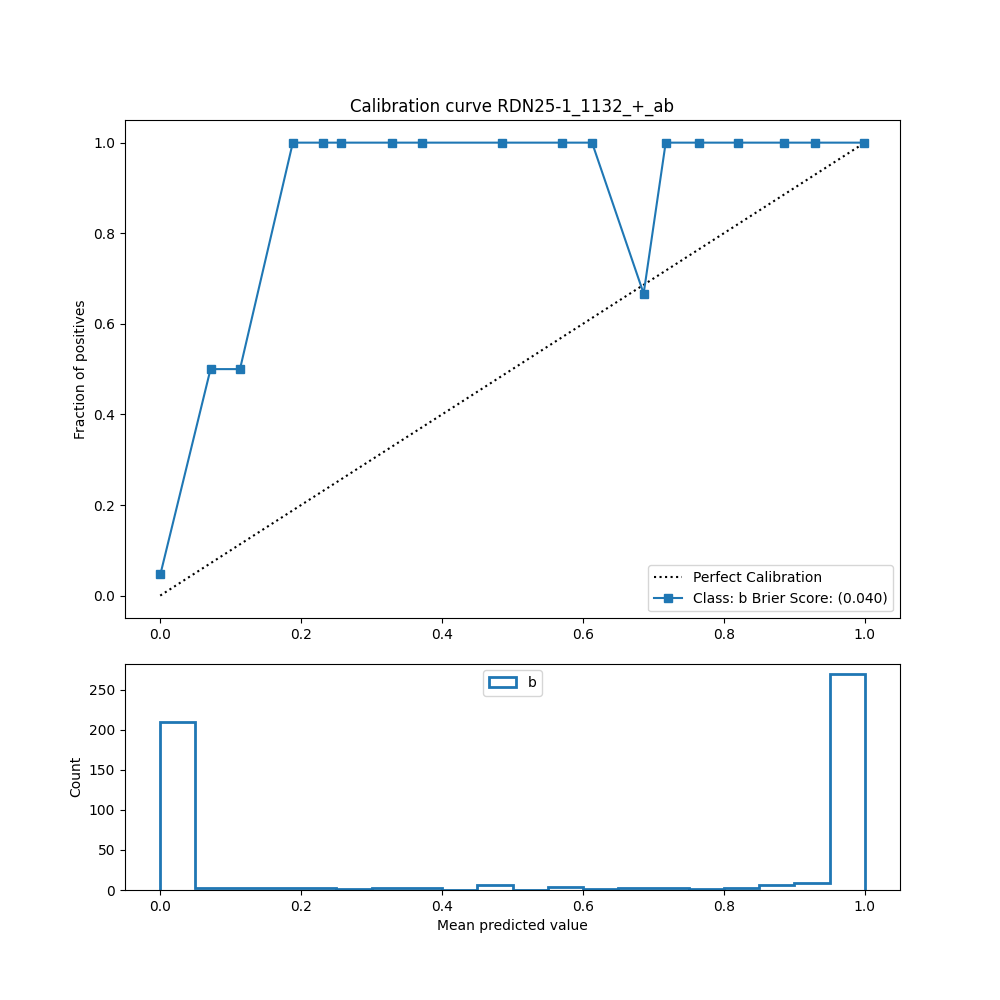 Calibration curve RDN25-1_1132_+_ab
1.0
0.8
0.6
0.4
0.2
0.0
Fraction of positives
0.0 0.2 0.4 0.6 0.8 1.0
Perfect Calibration
Class: b Brier Score: (0.040)
250
200
150
100
50
0
Count
b
0.0 0.2 0.4 0.6 0.8 1.0
Mean predicted value